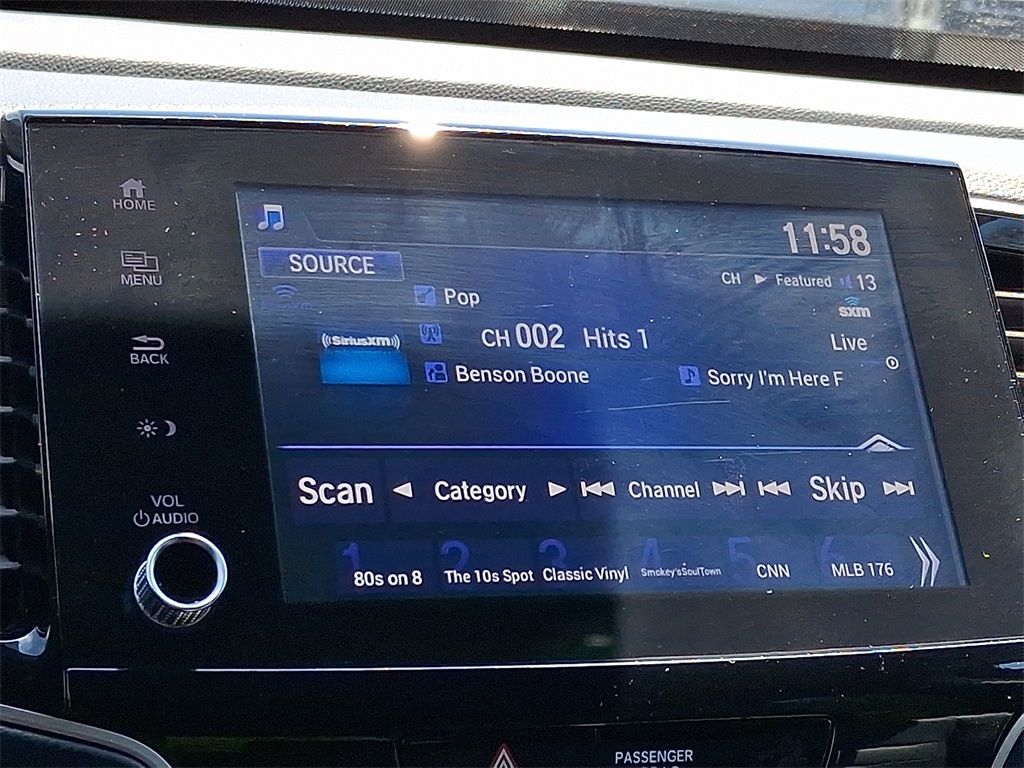 HOME
MENU
BACK
VOL
AUDIO
11:58
SOURCE
CH ▶ Featured 13
Pop
sxm
((SiriusXM))
CH 002 Hits 1
Live
Benson Boone
Sorry I'm Here F
Scan ◀ Category ▶ Channel Skip
1 2 3 4 5 6
80s on 8 The 10s Spot Classic Vinyl Smokey'sSoulTown CNN MLB 176
PASSENGER